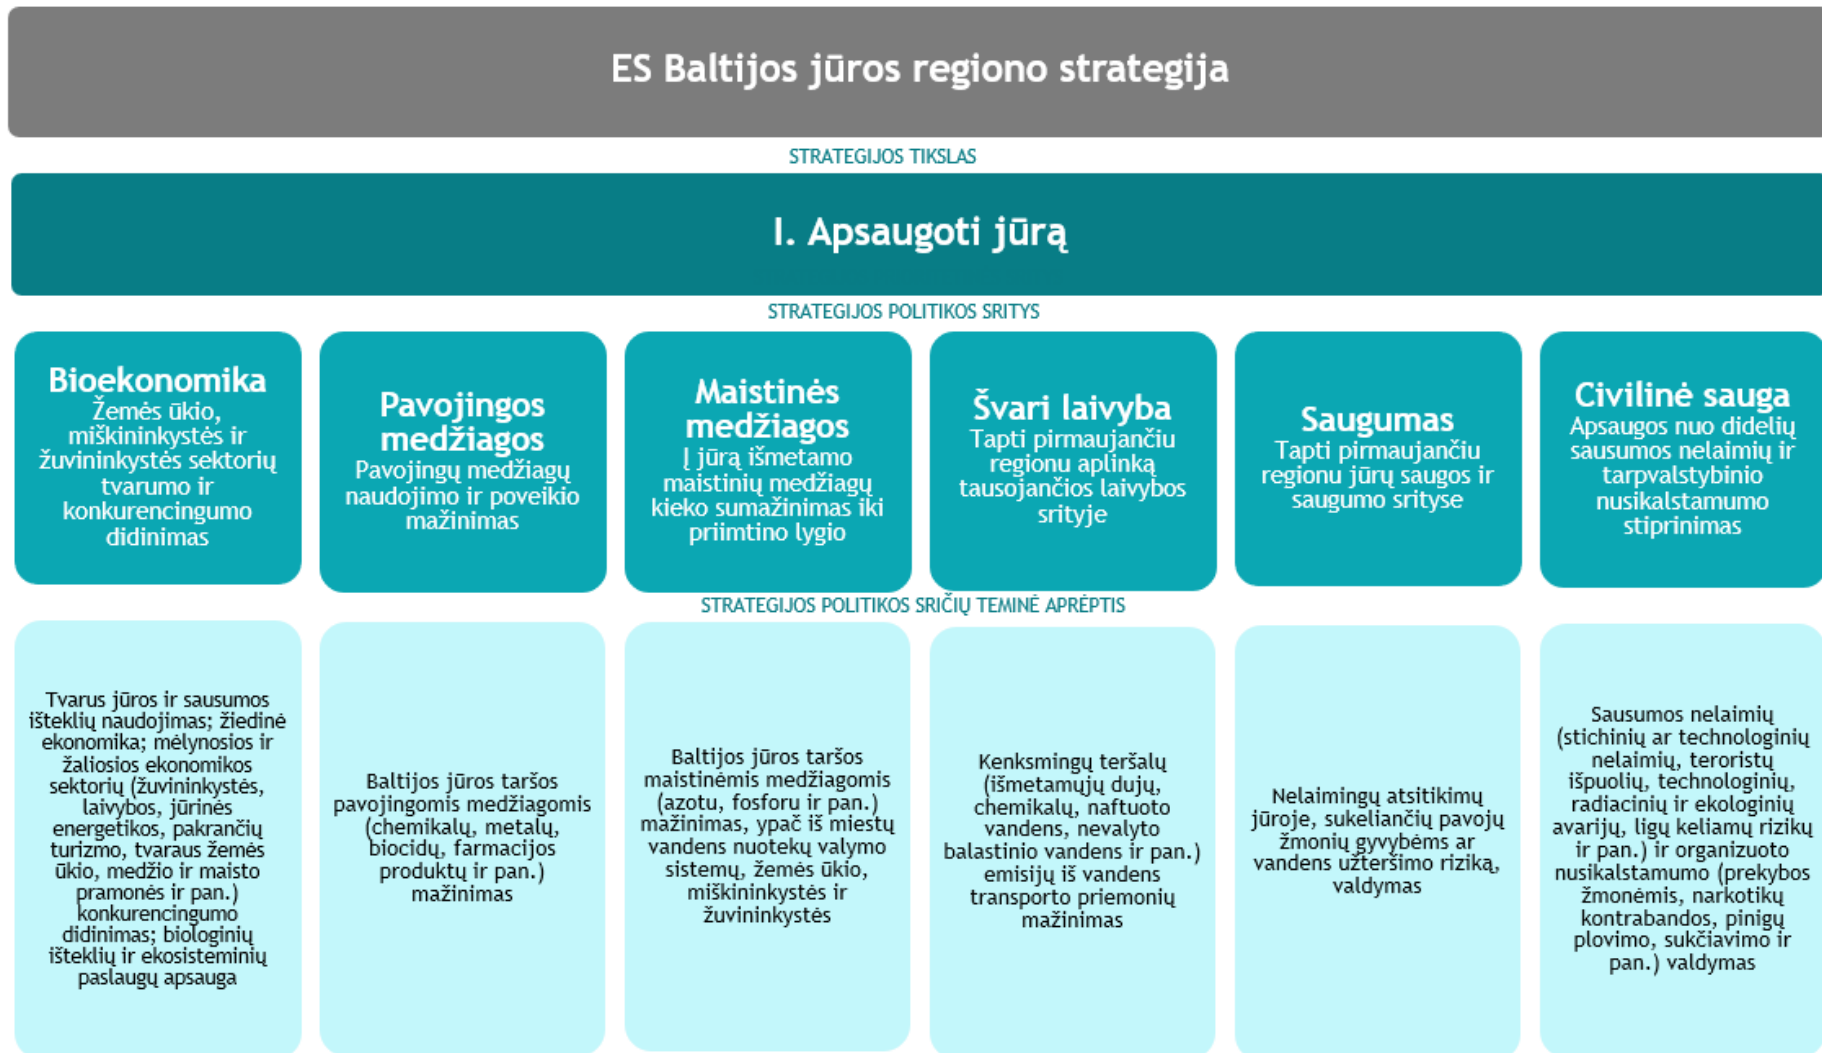 ES Baltijos jūros regiono strategija
STRATEGIJOS TIKSLAS
I. Apsaugoti jūrą
STRATEGIJOS POLITIKOS SRITYS
Bioekonomika
Žemės ūkio,
miškininkystės ir
žuvininkystės sektorių
tvarumo ir
konkurencingumo
didinimas
Pavojingos
medžiagos
Pavojingų medžiagų
naudojimo ir poveikio
mažinimas
Maistinės
medžiagos
Į jūrą išmetamo
maistinių medžiagų
kieko sumažinimas iki
priimtino lygio
Švari laivyba
Tapti pirmaujančiu
regionu aplinką
tausojančios laivybos
srityje
Saugumas
Tapti pirmaujančiu
regionu jūrų saugos ir
saugumo srityse
Civilinė sauga
Apsaugos nuo didelių
sausumos nelaimių ir
tarpvalstybinio
nusikalstamumo
stiprinimas
STRATEGIJOS POLITIKOS SRIČIŲ TEMINĖ APRĖPTIS
Tvarus jūros ir sausumos
išteklių naudojimas; žiedinė
ekonomika; mėlynosios ir
žaliosios ekonomikos
sektorių (žuvininkystės,
laivybos, jūrinės
energetikos, pakrančių
turizmo, tvaraus žemės
ūkio, medžio ir maisto
pramonės ir pan.)
konkurencingumo
didinimas; biologinių
išteklių ir ekosisteminių
paslaugų apsauga
Baltijos jūros taršos
pavojingomis medžiagomis
(chemikalų, metalų,
biocidų, farmacijos
produktų ir pan.)
mažinimas
Baltijos jūros taršos
maistinėmis medžiagomis
(azotu, fosforu ir pan.)
mažinimas, ypač iš miestų
vandens nuotekų valymo
sistemų, žemės ūkio,
miškininkystės ir
žuvininkystės
Kenksmingų teršalų
(išmetamųjų dujų,
chemikalų, naftuoto
vandens, nevalyto
balastinio vandens ir pan.)
emisijų iš vandens
transporto priemonių
mažinimas
Nelaimingų atsitikimų
jūroje, sukeliančių pavojų
žmonių gyvybėms ar
vandens užteršimo riziką,
valdymas
Sausumos nelaimių
(stichinių ar technologinių
nelaimių, teroristų
išpuolių, technologinių,
radiacinių ir ekologinių
avarijų, ligų keliamų rizikų
ir pan.) ir organizuoto
nusikalstamumo (prekybos
žmonėmis, narkotikų
kontrabandos, pinigų
plovimo, sukčiavimo ir
pan.) valdymas